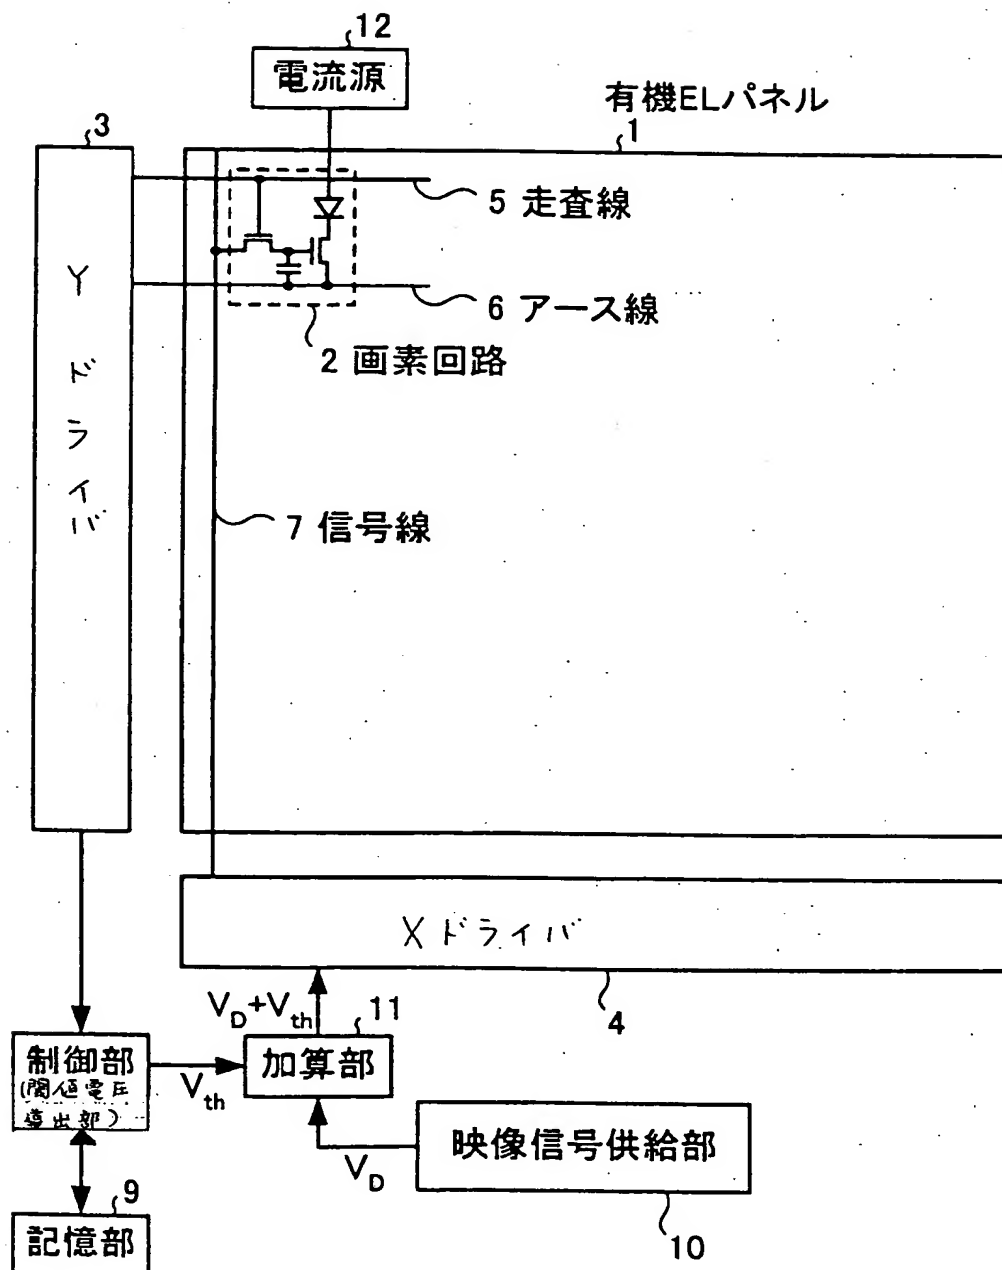 12
電流源
有機ELパネル
1
3
5 走査線
6 アース線
2 画素回路
Yドライバ
7 信号線
Xドライバ
4
V_D+V_th
11
加算部
制御部
(閾値電圧
導出部)
V_th
V_D
映像信号供給部
10
9
記憶部